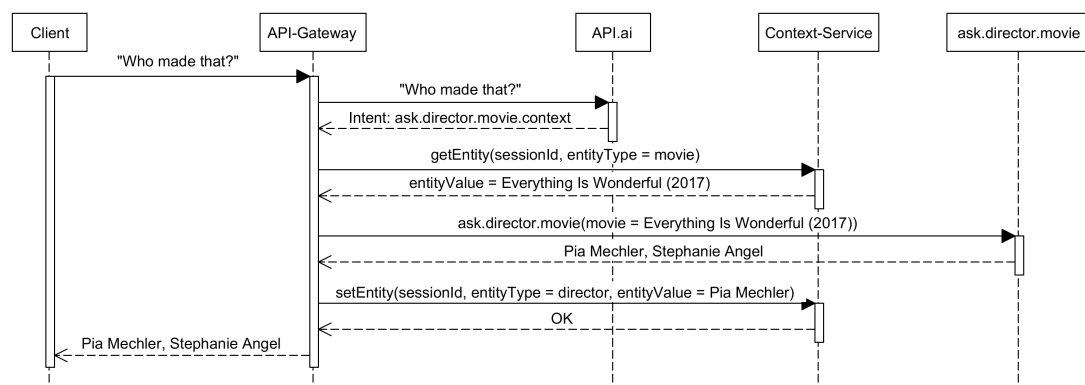 Client
API-Gateway
API.ai
Context-Service
ask.director.movie
"Who made that?"
"Who made that?"
Intent: ask.director.movie.context
getEntity(sessionId, entityType = movie)
entityValue = Everything Is Wonderful (2017)
ask.director.movie(movie = Everything Is Wonderful (2017))
Pia Mechler, Stephanie Angel
setEntity(sessionId, entityType = director, entityValue = Pia Mechler)
OK
Pia Mechler, Stephanie Angel